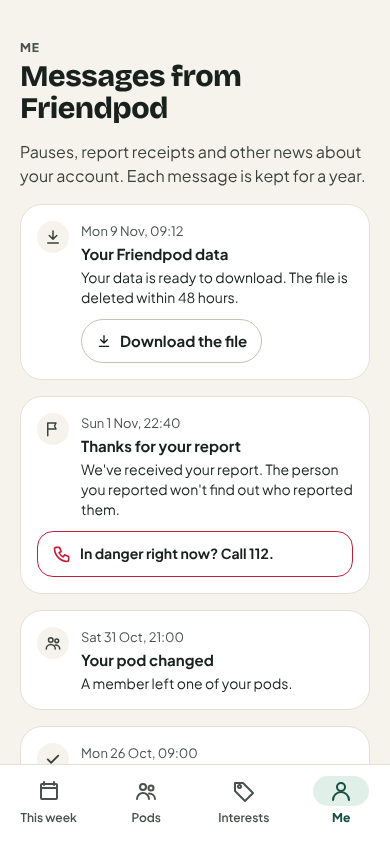 ME
Messages from
Friendpod
Pauses, report receipts and other news about
your account. Each message is kept for a year.
Mon 9 Nov, 09:12
Your Friendpod data
Your data is ready to download. The file is
deleted within 48 hours.
Download the file
Sun 1 Nov, 22:40
Thanks for your report
We've received your report. The person
you reported won't find out who reported
them.
In danger right now? Call 112.
Sat 31 Oct, 21:00
Your pod changed
A member left one of your pods.
Mon 26 Oct, 09:00
This week
Pods
Interests
Me